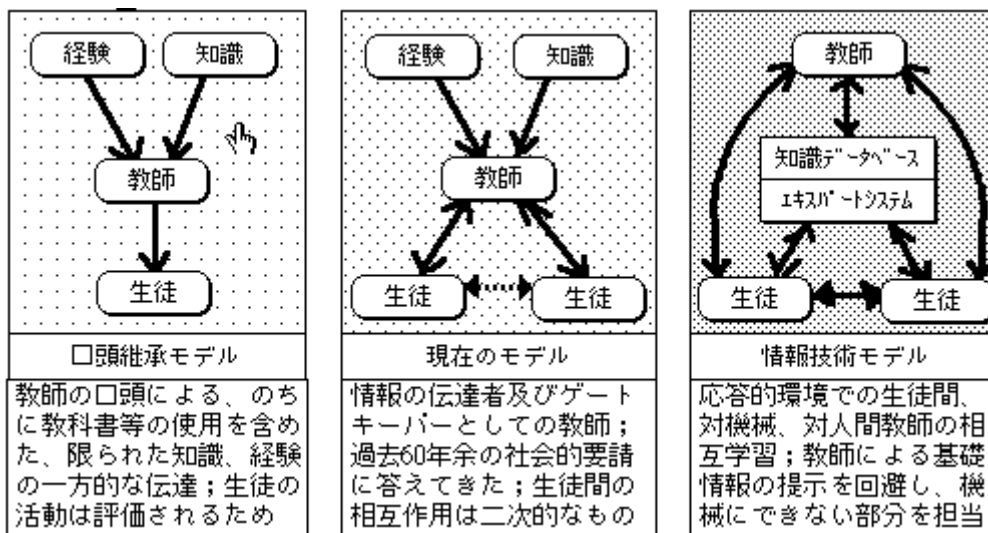 経験
知識
教師
生徒
口頭継承モデル
教師の口頭による、のち
に教科書等の使用を含め
た、限られた知識、経験
の一方的な伝達；生徒の
活動は評価されるため
経験
知識
教師
生徒
生徒
現在のモデル
情報の伝達者及びゲート
キーパーとしての教師；
過去60年余の社会的要請
に答えてきた；生徒間の
相互作用は二次的なもの
教師
知識ﾃﾞｰﾀﾍﾞｰｽ
ｴｷｽﾊﾟｰﾄｼｽﾃﾑ
生徒
生徒
情報技術モデル
応答的環境での生徒間、
対機械、対人間教師の相
互学習；教師による基礎
情報の提示を回避し、機
械にできない部分を担当